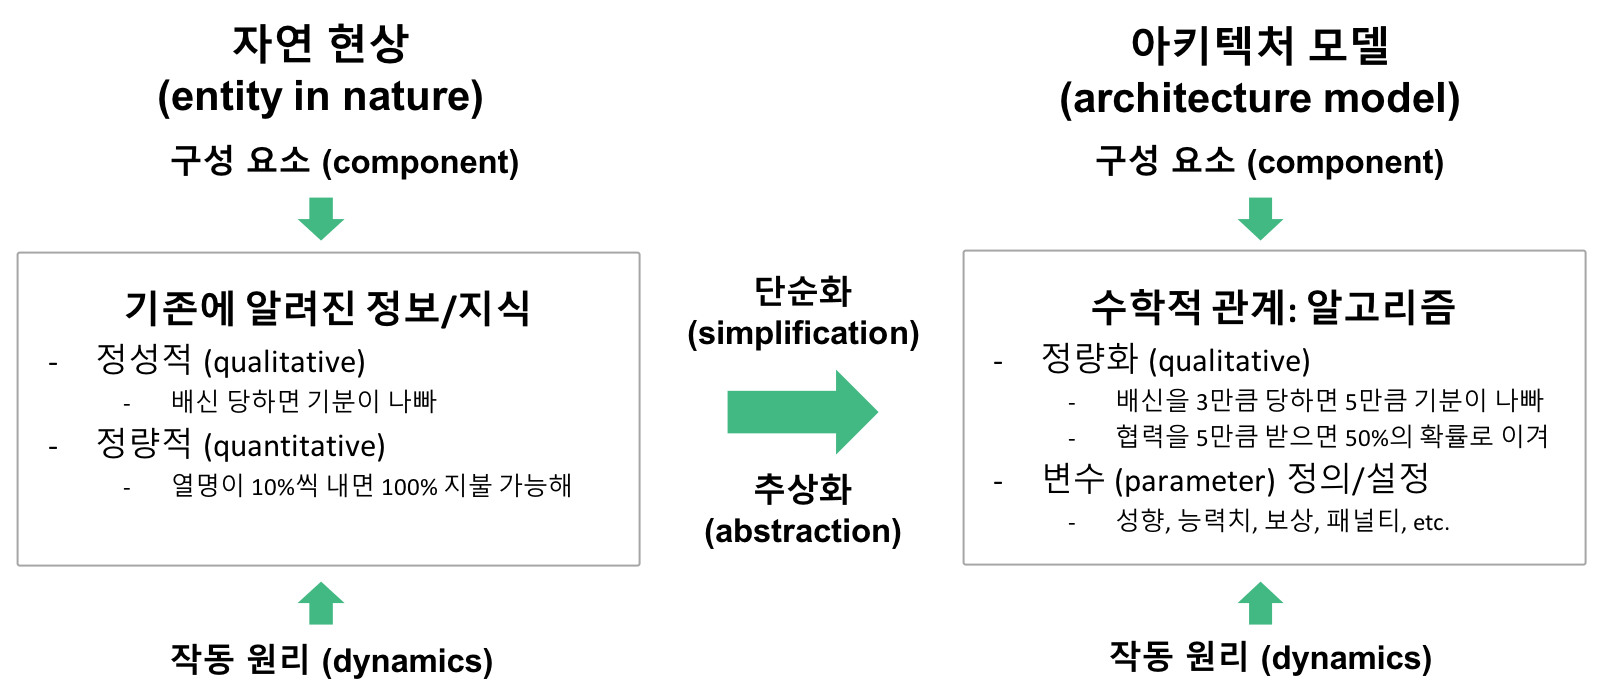 자연 현상
(entity in nature)
구성 요소 (component)
기존에 알려진 정보/지식
- 정성적 (qualitative)
- 배신 당하면 기분이 나빠
- 정량적 (quantitative)
- 열명이 10%씩 내면 100% 지불 가능해
작동 원리 (dynamics)
단순화
(simplification)
추상화
(abstraction)
아키텍처 모델
(architecture model)
구성 요소 (component)
수학적 관계: 알고리즘
- 정량화 (qualitative)
- 배신을 3만큼 당하면 5만큼 기분이 나빠
- 협력을 5만큼 받으면 50%의 확률로 이겨
- 변수 (parameter) 정의/설정
- 성향, 능력치, 보상, 패널티, etc.
작동 원리 (dynamics)